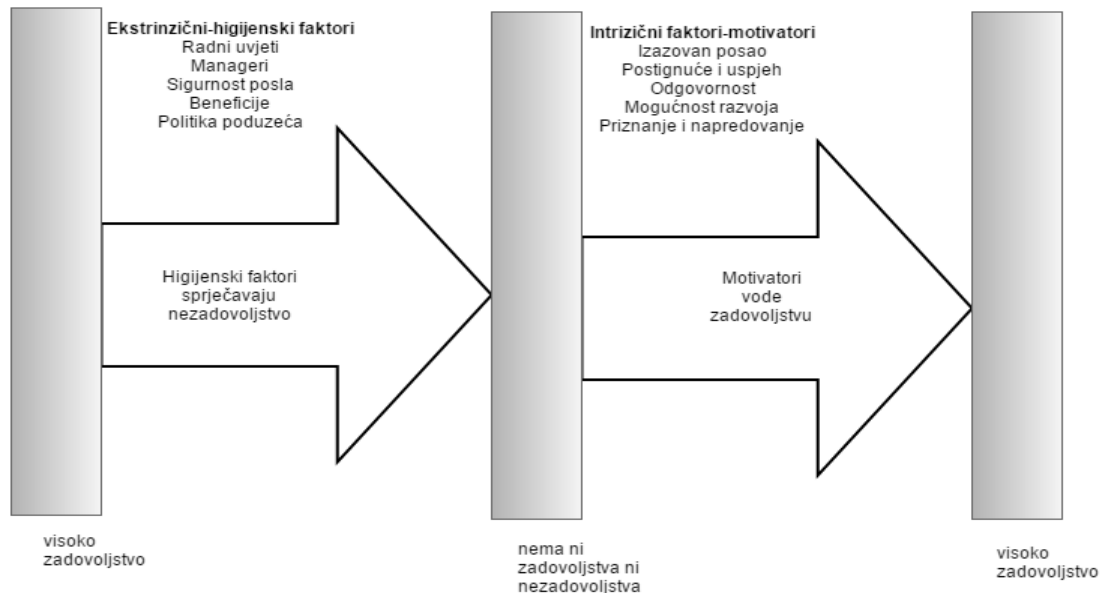 Ekstrinzični-higijenski faktori
Radni uvjeti
Manageri
Sigurnost posla
Beneficije
Politika poduzeća
Intrizični faktori-motivatori
Izazovan posao
Postignuće i uspjeh
Odgovornost
Mogućnost razvoja
Priznanje i napredovanje
Higijenski faktori
sprječavaju
nezadovoljstvo
Motivatori
vode
zadovoljstvu
visoko
zadovoljstvo
nema ni
zadovoljstva ni
nezadovoljstva
visoko
zadovoljstvo